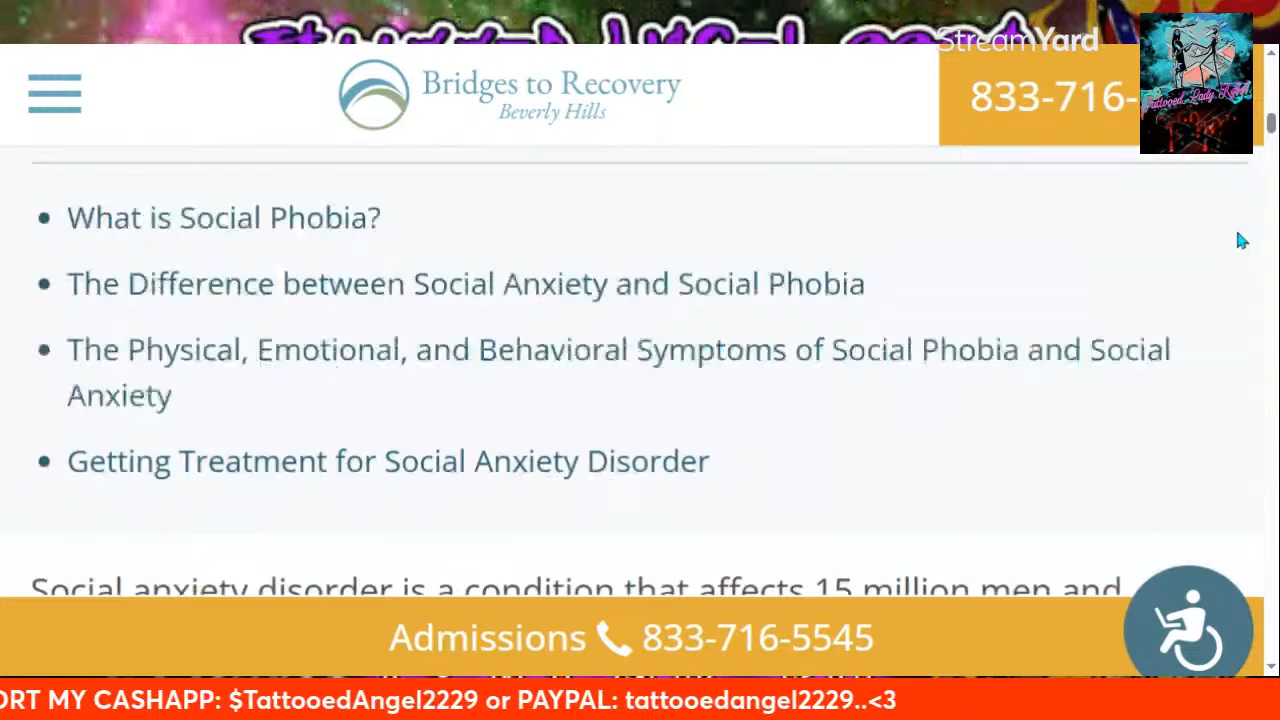 StreamYard
Bridges to Recovery
Beverly Hills
833-716-
Tattooed Lady
What is Social Phobia?
The Difference between Social Anxiety and Social Phobia
The Physical, Emotional, and Behavioral Symptoms of Social Phobia and Social
Anxiety
Getting Treatment for Social Anxiety Disorder
Social anxiety disorder is a condition that affects 15 million men and
Admissions 833-716-5545
ORT MY CASHAPP: $TattooedAngel2229 or PAYPAL: tattooedangel2229..<3